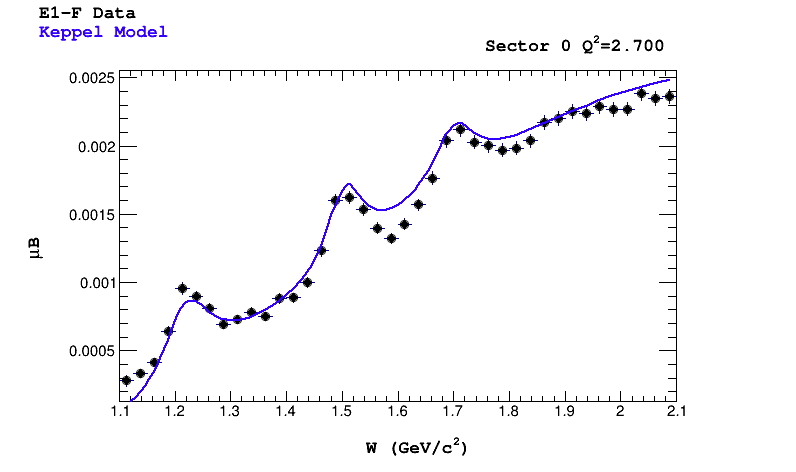 E1-F Data
Keppel Model
Sector 0 Q²=2.700
0.0025
0.002
0.0015
0.001
0.0005
μB
1.1 1.2 1.3 1.4 1.5 1.6 1.7 1.8 1.9 2 2.1
W (GeV/c²)